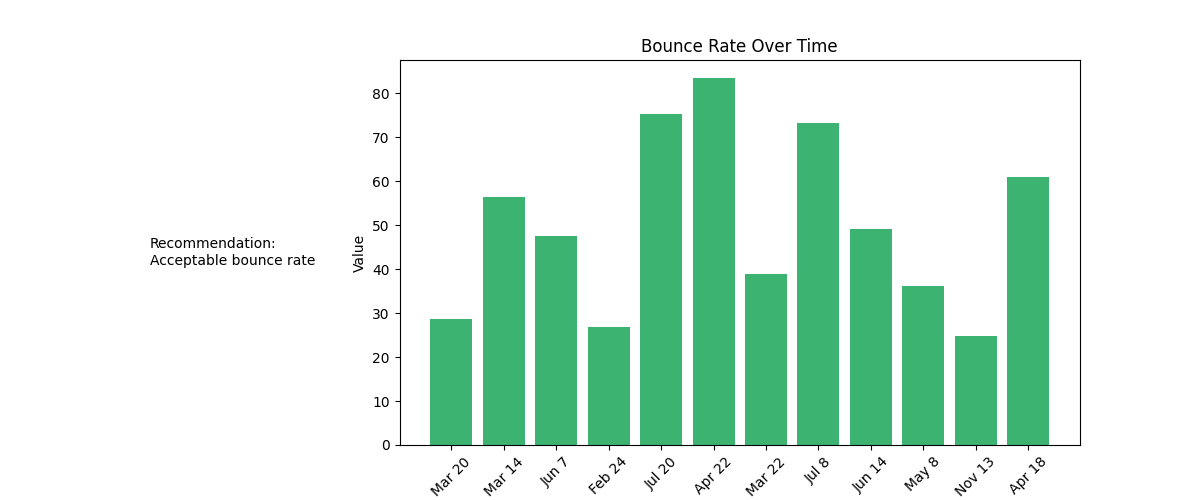 Bounce Rate Over Time
Recommendation:
Acceptable bounce rate
Value
80
70
60
50
40
30
20
10
0
Mar 20
Mar 14
Jun 7
Feb 24
Jul 20
Apr 22
Mar 22
Jul 8
Jun 14
May 8
Nov 13
Apr 18